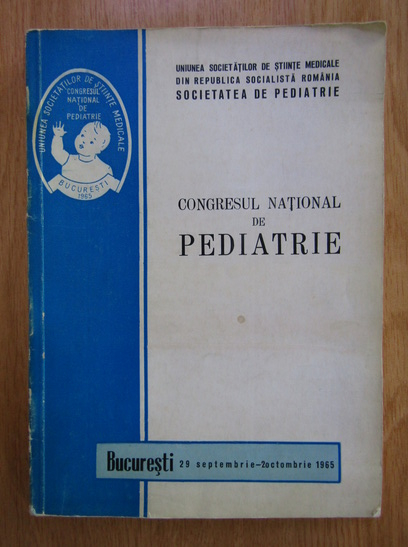 UNIUNEA SOCIETĂȚILOR DE ȘTIINȚE MEDICALE
DIN REPUBLICA SOCIALISTĂ ROMÂNIA
SOCIETATEA DE PEDIATRIE
UNIUNEA SOCIETĂȚILOR DE ȘTIINȚE MEDICALE
CONGRESUL
NAȚIONAL
DE
PEDIATRIE
BUCUREȘTI
1965
CONGRESUL NAȚIONAL
DE
PEDIATRIE
București 29 septembrie–2octombrie 1965